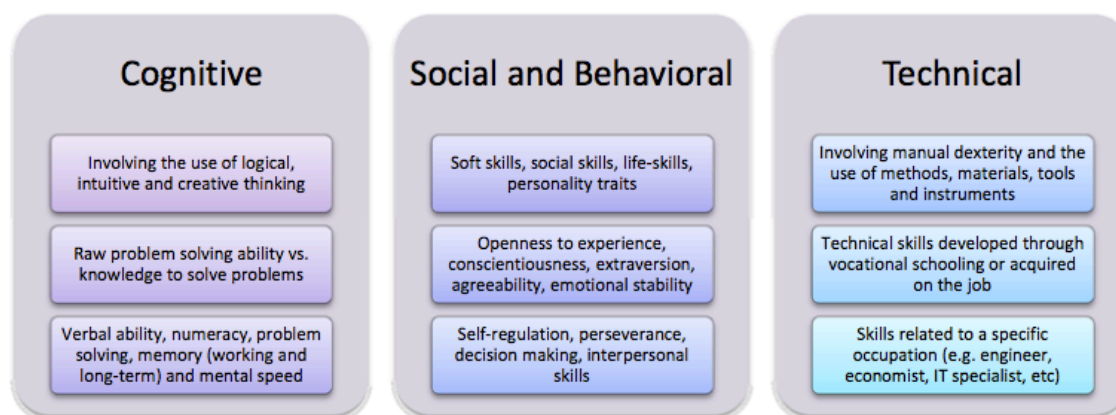 Cognitive
Involving the use of logical,
intuitive and creative thinking
Raw problem solving ability vs.
knowledge to solve problems
Verbal ability, numeracy, problem
solving, memory (working and
long-term) and mental speed
Social and Behavioral
Soft skills, social skills, life-skills,
personality traits
Openness to experience,
conscientiousness, extraversion,
agreeability, emotional stability
Self-regulation, perseverance,
decision making, interpersonal
skills
Technical
Involving manual dexterity and the
use of methods, materials, tools
and instruments
Technical skills developed through
vocational schooling or acquired
on the job
Skills related to a specific
occupation (e.g. engineer,
economist, IT specialist, etc)